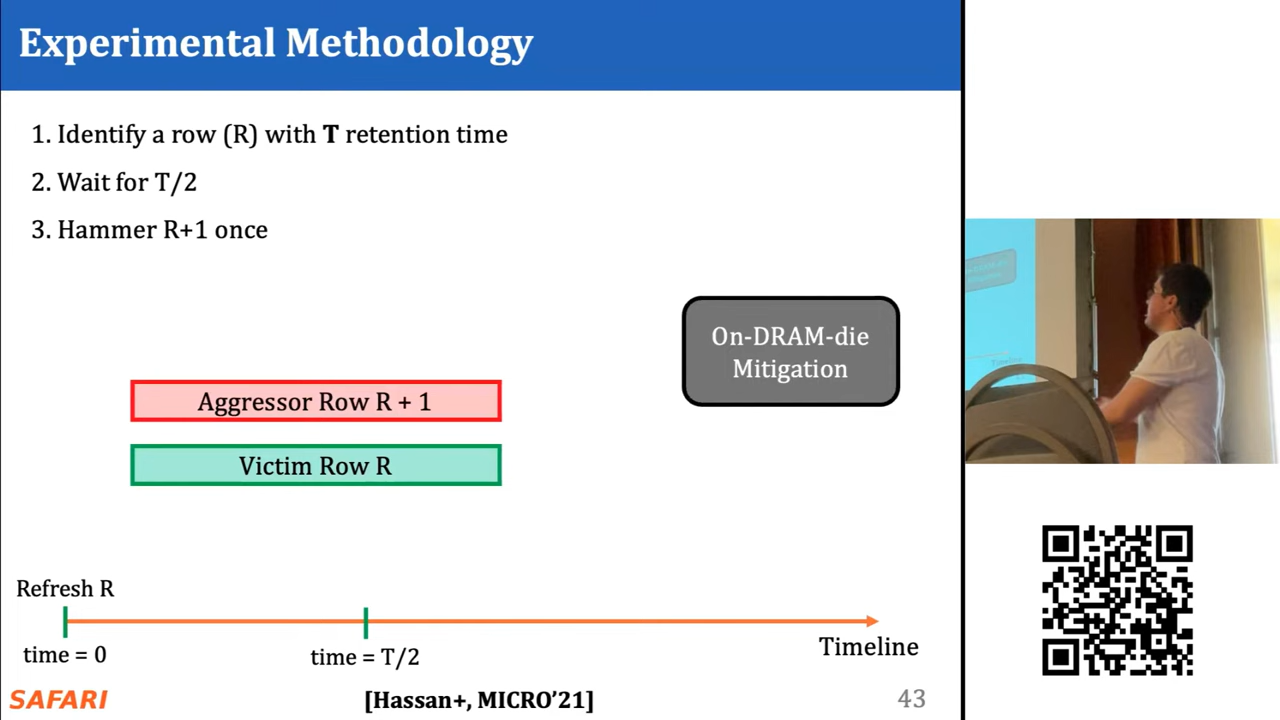 Experimental Methodology
1. Identify a row (R) with T retention time
2. Wait for T/2
3. Hammer R+1 once
On-DRAM-die
Mitigation
Aggressor Row R + 1
Victim Row R
Refresh R
time = 0
time = T/2
Timeline
SAFARI
[Hassan+, MICRO’21]
43